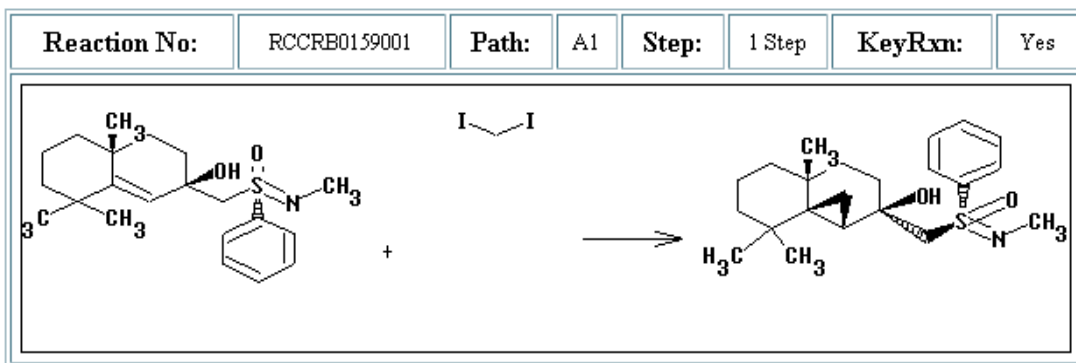 Reaction No: RCCRB0159001 Path: A1 Step: 1 Step KeyRxn: Yes
CH3 OH O S N CH3 H3C CH3
+
I I
CH3 OH S O N CH3 H3C CH3